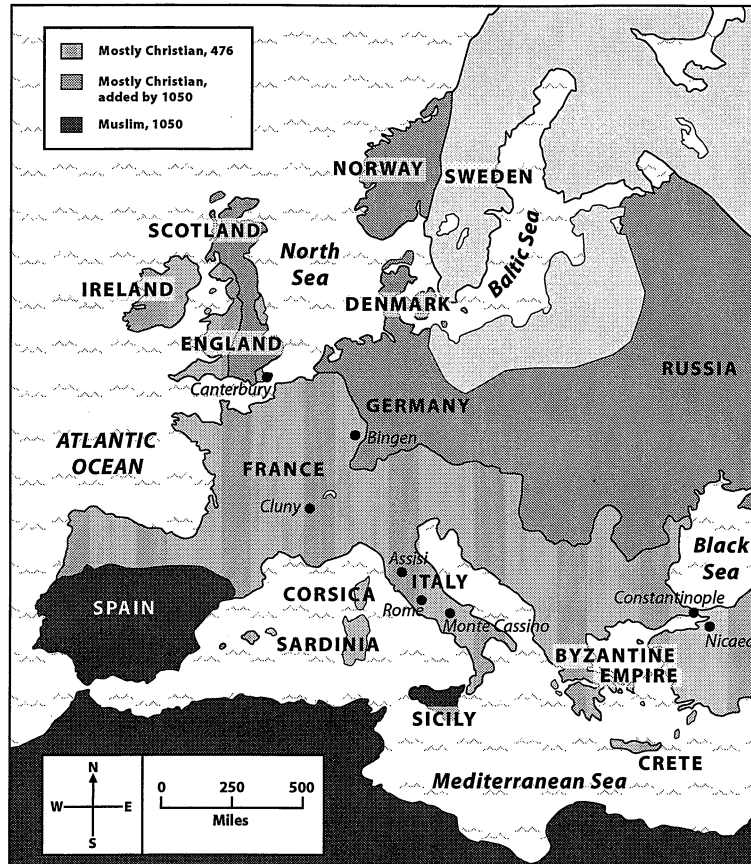 Mostly Christian, 476
Mostly Christian,
added by 1050
Muslim, 1050
NORWAY
SWEDEN
SCOTLAND
North
Sea
Baltic Sea
IRELAND
DENMARK
ENGLAND
RUSSIA
Canterbury
GERMANY
ATLANTIC
OCEAN
Bingen
FRANCE
Cluny
Black
Sea
Assisi
ITALY
CORSICA
Constantinople
SPAIN
Rome
Monte Cassino
Nicaea
SARDINIA
BYZANTINE
EMPIRE
SICILY
CRETE
Mediterranean Sea
N
W E
S
0 250 500
Miles